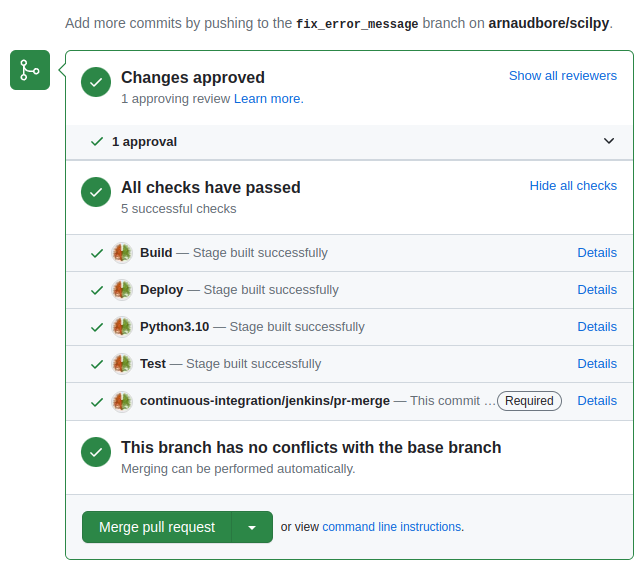 Add more commits by pushing to the fix_error_message branch on arnaudbore/scilpy.
Changes approved
Show all reviewers
1 approving review Learn more.
1 approval
All checks have passed
Hide all checks
5 successful checks
Build — Stage built successfully
Details
Deploy — Stage built successfully
Details
Python3.10 — Stage built successfully
Details
Test — Stage built successfully
Details
continuous-integration/jenkins/pr-merge — This commit …
Required
Details
This branch has no conflicts with the base branch
Merging can be performed automatically.
Merge pull request
or view command line instructions.